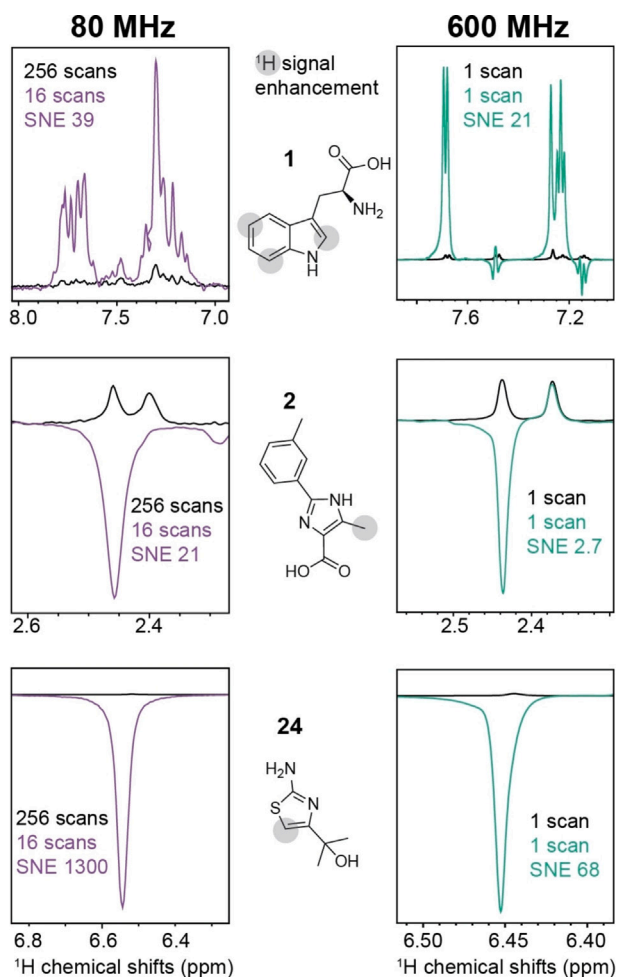 80 MHz
600 MHz
256 scans
16 scans
SNE 39
¹H signal
enhancement
1 scan
1 scan
SNE 21
1
O
OH
NH₂
NH
8.0 7.5 7.0
7.6 7.2
2
256 scans
16 scans
SNE 21
NH
N
HO
O
1 scan
1 scan
SNE 2.7
2.6 2.4
2.5 2.4
24
H₂N
S
N
OH
256 scans
16 scans
SNE 1300
1 scan
1 scan
SNE 68
6.8 6.6 6.4
6.50 6.45 6.40
¹H chemical shifts (ppm)
¹H chemical shifts (ppm)